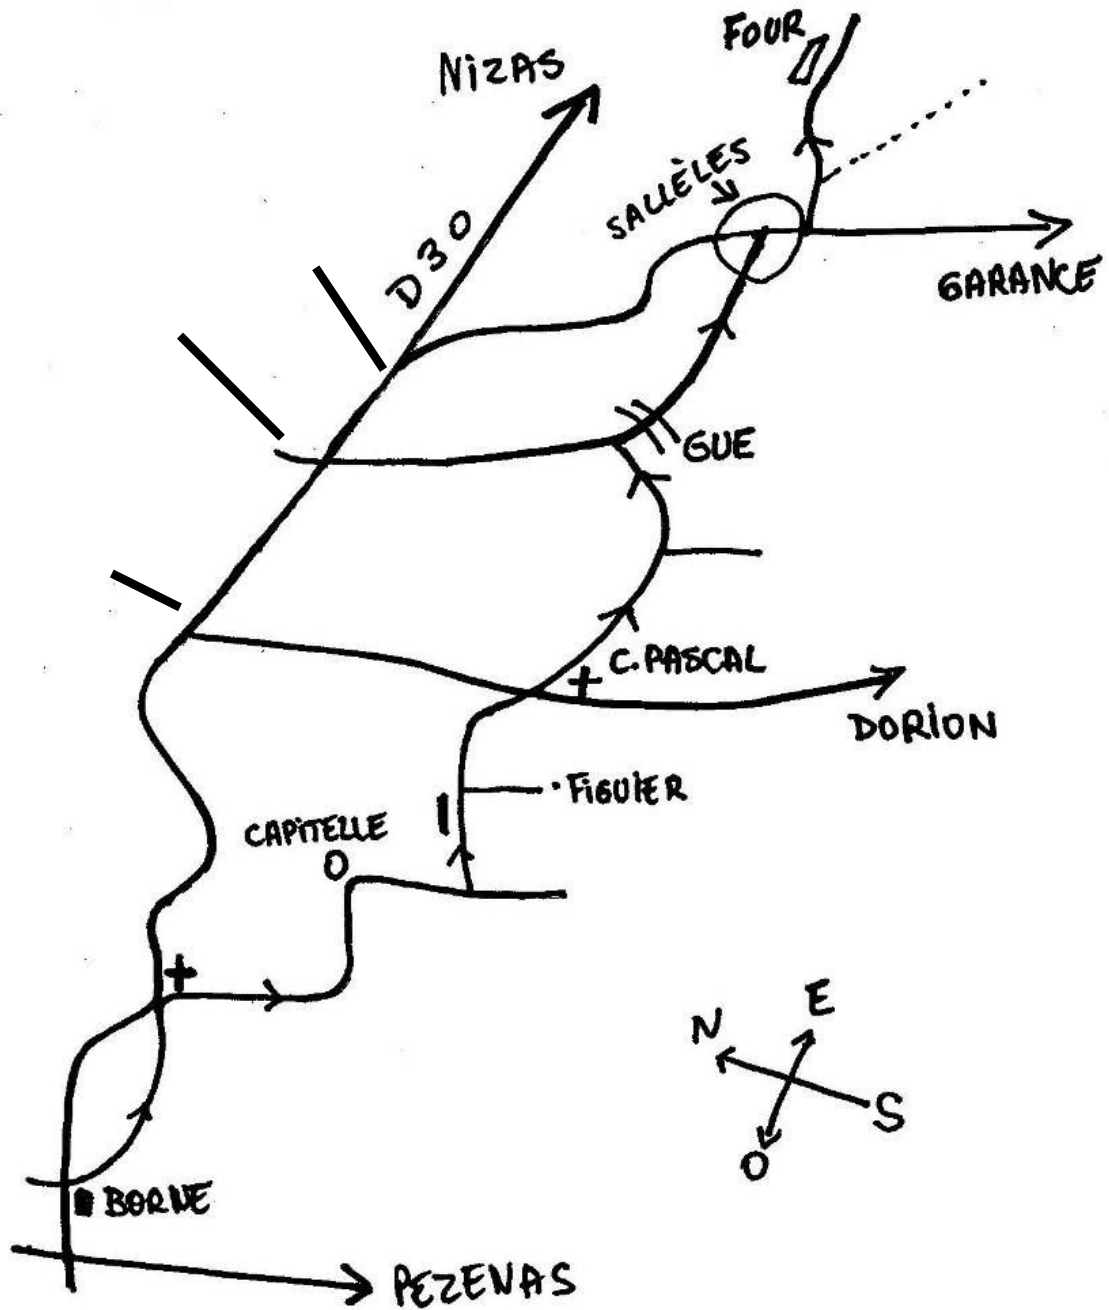 FOUR
NiZAS
SALLÈLES
D30
GARANCE
GUE
C.PASCAL
DORiON
FiGUiER
CAPiTELLE
N
E
S
O
BORNE
PEZENAS